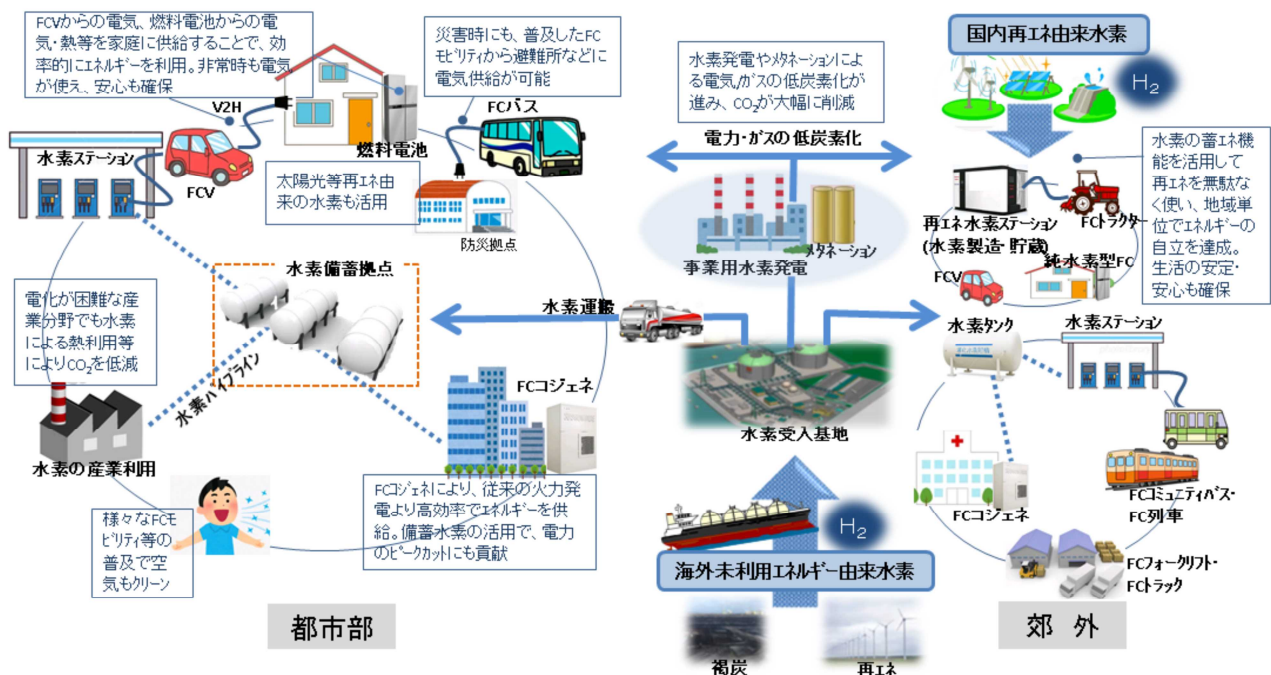 FCVからの電気、燃料電池からの電
気・熱等を家庭に供給することで、効
率的にエネルギーを利用。非常時も電気
が使え、安心も確保
V2H
水素ステーション
FCV
燃料電池
太陽光等再エネ由
来の水素も活用
災害時にも、普及したFC
モビリティから避難所などに
電気供給が可能
FCバス
防災拠点
水素備蓄拠点
電化が困難な産
業分野でも水素
による熱利用等
によりCO2を低減
水素パイプライン
水素の産業利用
FCコジェネ
様々なFCモ
ビリティ等の
普及で空
気もクリーン
FCコジェネにより、従来の火力発
電より高効率でエネルギーを供
給。備蓄水素の活用で、電力
のピークカットにも貢献
都市部
水素発電やメタネーションによ
る電気/ガスの低炭素化が
進み、CO2が大幅に削減
電力・ガスの低炭素化
メタネーション
事業用水素発電
水素運搬
水素受入基地
H2
海外未利用エネルギー由来水素
褐炭
再エネ
国内再エネ由来水素
H2
水素の蓄エネ機
能を活用して
再エネを無駄な
く使い、地域単
位でエネルギーの
自立を達成。
生活の安定・
安心も確保
再エネ水素ステーション
(水素製造・貯蔵)
FCトラクター
FCV
純水素型FC
水素タンク
水素ステーション
FCコジェネ
FCコミュニティバス・
FC列車
FCフォークリフト・
FCトラック
郊 外